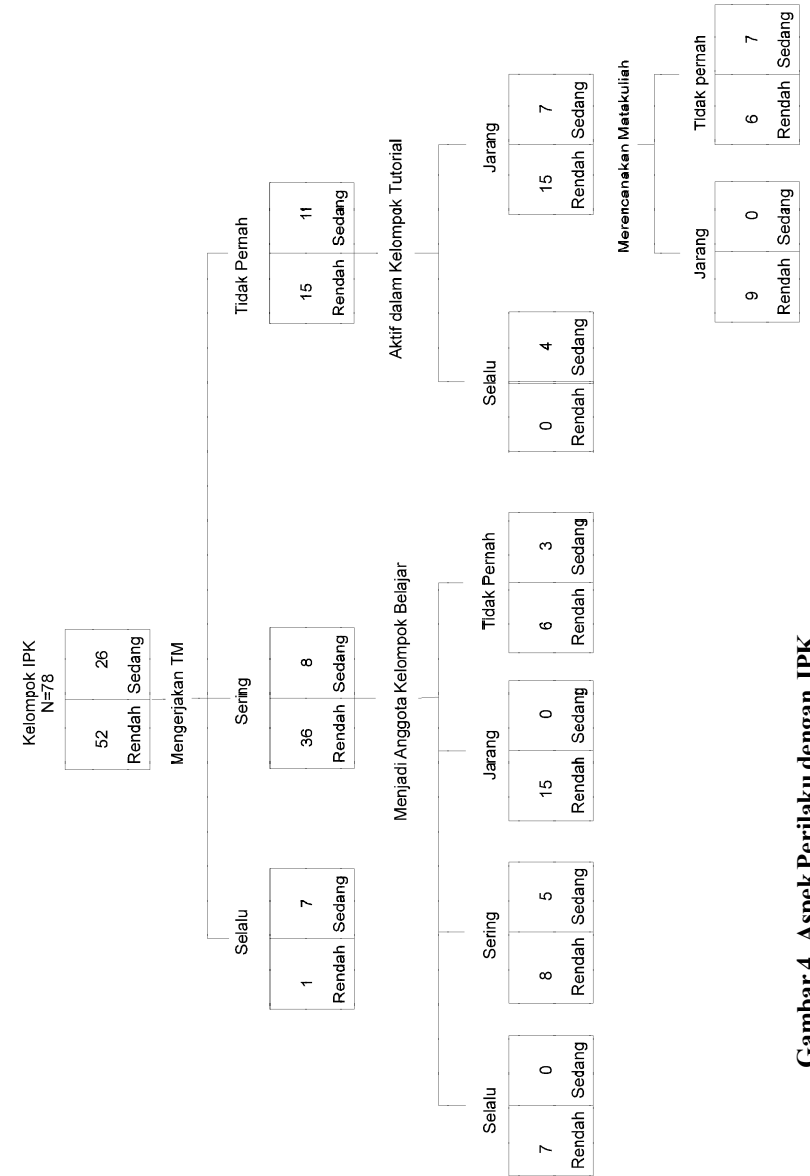 Kelompok IPK
N=78
52 26
Rendah Sedang
Mengerjakan TM
Selalu Sering Tidak Pernah
1 7 36 8 15 11
Rendah Sedang Rendah Sedang Rendah Sedang
Menjadi Anggota Kelompok Belajar Aktif dalam Kelompok Tutorial
Selalu Sering Jarang Tidak Pernah Selalu Jarang
7 0 8 5 15 0 6 3 0 4 15 7
Rendah Sedang Rendah Sedang Rendah Sedang Rendah Sedang Rendah Sedang Rendah Sedang
Merencanakan Matakuliah
Jarang Tidak pernah
9 0 6 7
Rendah Sedang Rendah Sedang
Gambar 4. Aspek Perilaku dengan IPK